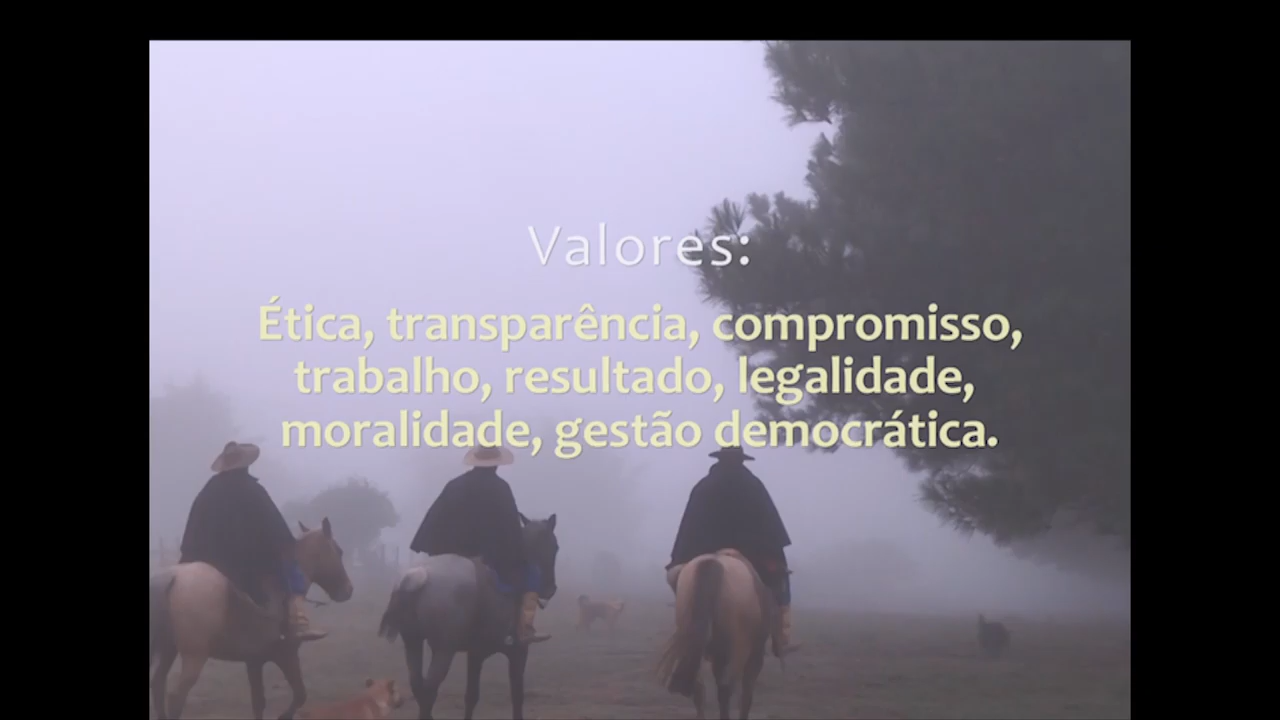 Valores:
Ética, transparência, compromisso,
trabalho, resultado, legalidade,
moralidade, gestão democrática.